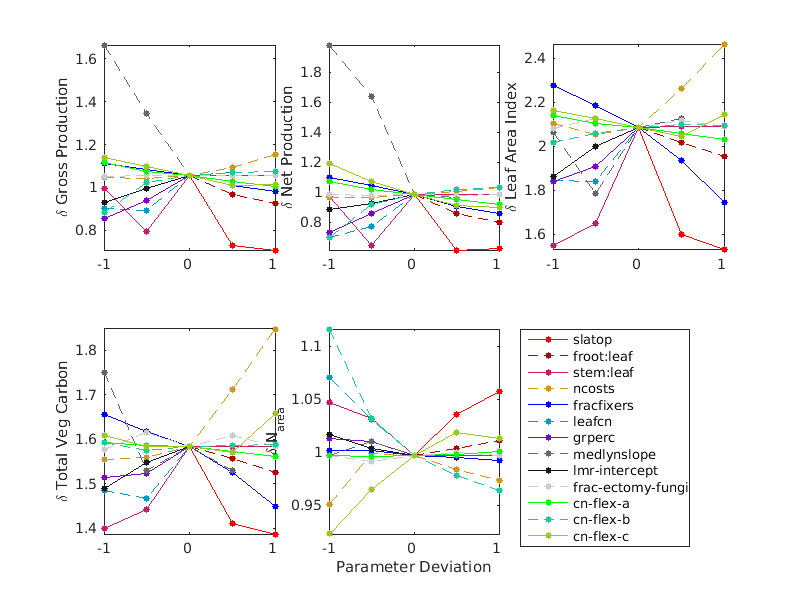 δ Gross Production
1.6
1.4
1.2
1
0.8
-1 0 1
δ Net Production
1.8
1.6
1.4
1.2
1
0.8
-1 0 1
δ Leaf Area Index
2.4
2.2
2
1.8
1.6
-1 0 1
δ Total Veg Carbon
1.8
1.7
1.6
1.5
1.4
-1 0 1
δ Narea
1.1
1.05
1
0.95
-1 0 1
Parameter Deviation
slatop
froot:leaf
stem:leaf
ncosts
fracfixers
leafcn
grperc
medlynslope
lmr-intercept
frac-ectomy-fungi
cn-flex-a
cn-flex-b
cn-flex-c